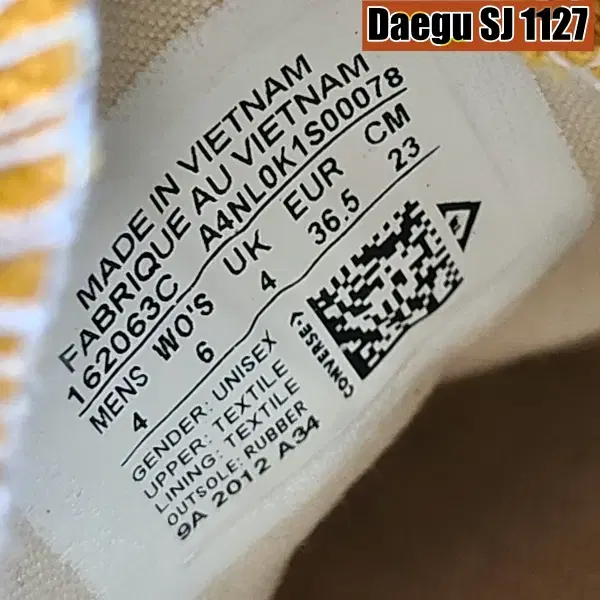 Daegu SJ 1127
MADE IN VIETNAM
FABRIQUE AU VIETNAM
162063C A4NL0K1S00078
MENS WO'S UK EUR CM
4 6 4 36.5 23
GENDER: UNISEX
UPPER: TEXTILE
LINING: TEXTILE
OUTSOLE: RUBBER
9A 2012 A34
CONVERSE